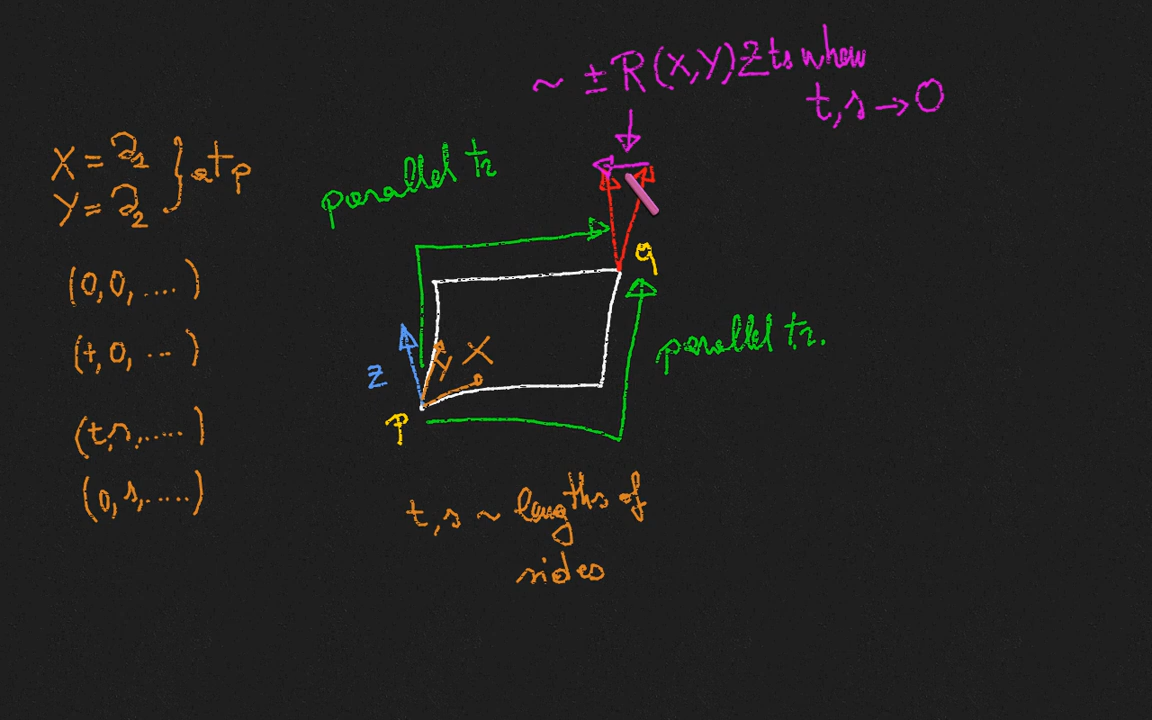 ~ ± R(X,Y)Z ts when
t,s → 0
X = ∂₁
Y = ∂₂
} at p
parallel tr.
(0,0,....)
(t,0,...)
(t,s,.....)
(0,s,.....)
q
parallel tr.
Z
Y X
p
t,s ~ lengths of
sides